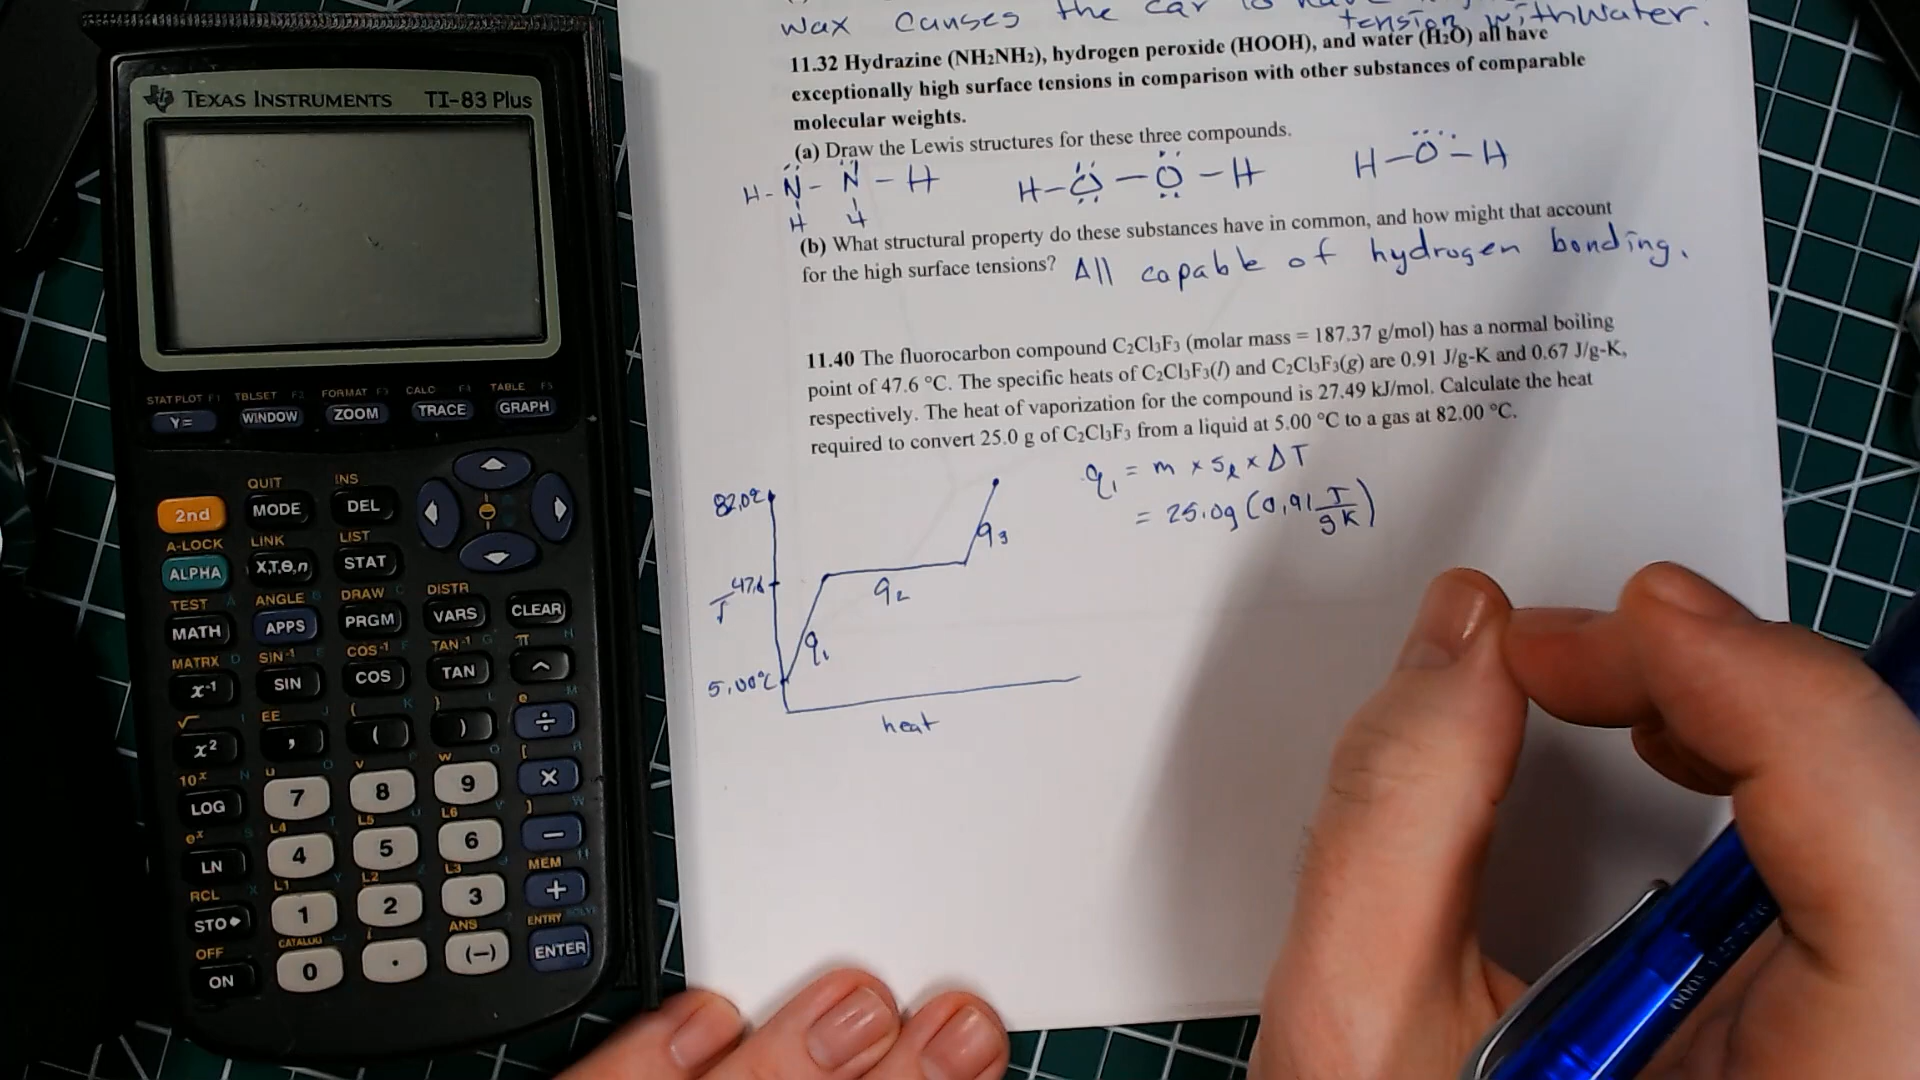 wax causes the car to
tension with water.
11.32 Hydrazine (NH₂NH₂), hydrogen peroxide (HOOH), and water (H₂O) all have
exceptionally high surface tensions in comparison with other substances of comparable
molecular weights.
(a) Draw the Lewis structures for these three compounds.
H-N-N-H
H H
H-O-O-H
H-O-H
(b) What structural property do these substances have in common, and how might that account
for the high surface tensions? All capable of hydrogen bonding.
11.40 The fluorocarbon compound C₂Cl₃F₃ (molar mass = 187.37 g/mol) has a normal boiling
point of 47.6 °C. The specific heats of C₂Cl₃F₃(l) and C₂Cl₃F₃(g) are 0.91 J/g-K and 0.67 J/g-K,
respectively. The heat of vaporization for the compound is 27.49 kJ/mol. Calculate the heat
required to convert 25.0 g of C₂Cl₃F₃ from a liquid at 5.00 °C to a gas at 82.00 °C.
q₁ = m × Sℓ × ΔT
= 25.0g (0.91 J/gK)
82.0°C
47.6
T
5.00°C
q₁
q₂
q₃
heat
TEXAS INSTRUMENTS TI-83 Plus
STAT PLOT F1 TBLSET F2 FORMAT F3 CALC F4 TABLE F5
Y= WINDOW ZOOM TRACE GRAPH
QUIT INS
2nd MODE DEL
A-LOCK LINK LIST
ALPHA X,T,θ,n STAT
TEST A ANGLE B DRAW C DISTR
MATH APPS PRGM VARS CLEAR
MATRX D SIN⁻¹ E COS⁻¹ F TAN⁻¹ G π H
x⁻¹ SIN COS TAN ^
√ I EE J ( K ) L e M
x² , ( ) ÷
10ˣ N u O v P w Q [ R
LOG 7 8 9 ×
eˣ S L4 T L5 U L6 V ] W
LN 4 5 6 −
RCL X L1 Y L2 Z L3 θ MEM "
STO▶ 1 2 3 +
OFF CATALOG i ANS ENTRY SOLVE
ON 0 . (−) ENTER